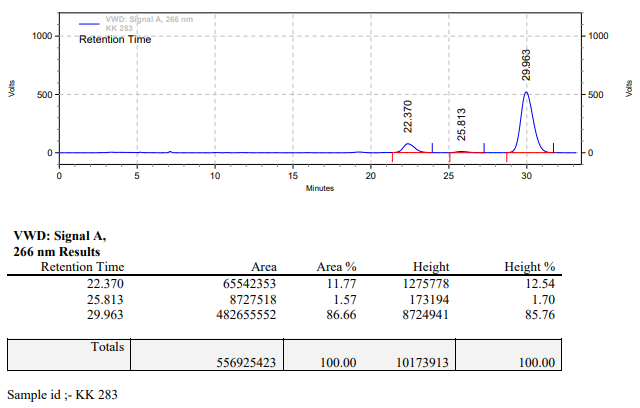 VWD: Signal A, 266 nm
KK 283
Retention Time
1000
500
0
Volts
22.370
25.813
29.963
1000
500
0
Volts
0 5 10 15 20 25 30
Minutes
VWD: Signal A,
266 nm Results
Retention Time Area Area % Height Height %
22.370 65542353 11.77 1275778 12.54
25.813 8727518 1.57 173194 1.70
29.963 482655552 86.66 8724941 85.76
Totals
556925423 100.00 10173913 100.00
Sample id ;- KK 283